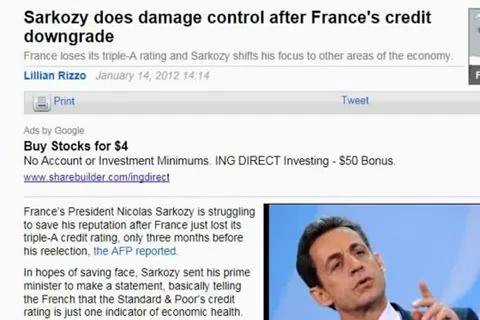 Sarkozy does damage control after France's credit
downgrade
France loses its triple-A rating and Sarkozy shifts his focus to other areas of the economy.
Lillian Rizzo January 14, 2012 14:14
Print Tweet
Ads by Google
Buy Stocks for $4
No Account or Investment Minimums. ING DIRECT Investing - $50 Bonus.
www.sharebuilder.com/ingdirect
France's President Nicolas Sarkozy is struggling
to save his reputation after France just lost its
triple-A credit rating, only three months before
his reelection, the AFP reported.
In hopes of saving face, Sarkozy sent his prime
minister to make a statement, basically telling
the French that the Standard & Poor's credit
rating is just one indicator of economic health.